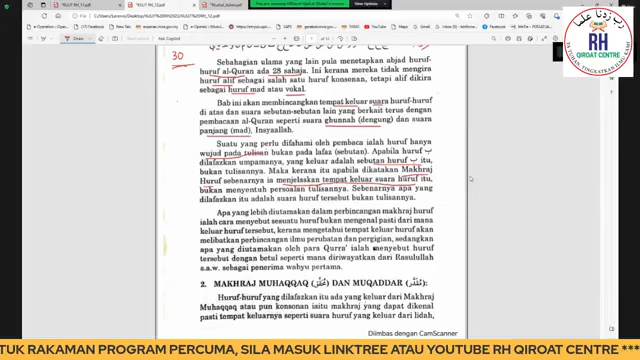 View Options
رَبِّ زِدْنَا عِلْمًا
RH
QIROAT CENTRE
30
Sebahagian ulama yang lain pula menetapkan abjad huruf-
huruf al-Quran ada 28 sahaja. Ini kerana mereka tidak mengira
huruf alif sebagai salah satu huruf konsonan, tetapi alif dikira
sebagai huruf mad atau vokal.
Bab ini akan membincangkan tempat keluar suara huruf-huruf
di atas dan suara sebutan-sebutan lain yang berkait terus dengan
pembacaan al-Quran seperti suara ghunnah (dengung) dan suara
panjang (mad), Insyaallah.
Suatu yang perlu difahami oleh pembaca ialah huruf hanya
wujud pada tulisan bukan pada lafaz (sebutan). Apabila huruf ب
dilafazkan umpamanya, yang keluar adalah sebutan huruf ب itu,
bukan Huruf. Maka kerana itu apabila dikatakan Makhraj
Huruf sebenarnya ia menjelaskan tempat keluar suara huruf itu,
bukan menyentuh persoalan tulisannya. Sebenarnya apa yang
dilafazkan itu adalah suara huruf tersebut bukan tulisannya.
Apa yang lebih diutamakan dalam perbincangan makhraj huruf
ialah cara menyebut sesuatu huruf bukan mengenal pasti dari mana
keluar huruf tersebut, kerana mengetahui tempat keluar huruf akan
melibatkan perbincangan ilmu perubatan dan pergigian, sedangkan
apa yang diutamakan oleh para Qurra' ialah menyebut huruf
tersebut dengan betul seperti mana diriwayatkan dari Rasulullah
s.a.w. sebagai penerima wahyu pertama.
2. MAKHRAJ MUHAQQAQ (مُحَقَّق) DAN MUQADDAR (مُقَدَّر)
Huruf-huruf yang dilafazkan itu ada yang keluar dari Makhraj
Muhaqqaq atau pun konsonan iaitu makhraj yang dapat dikenal
pasti tempat keluarnya seperti suara huruf yang keluar dari lidah,
Diimbas dengan CamScanner
TUK RAKAMAN PROGRAM PERCUMA, SILA MASUK LINKTREE ATAU YOUTUBE RH QIROAT CENTRE ***